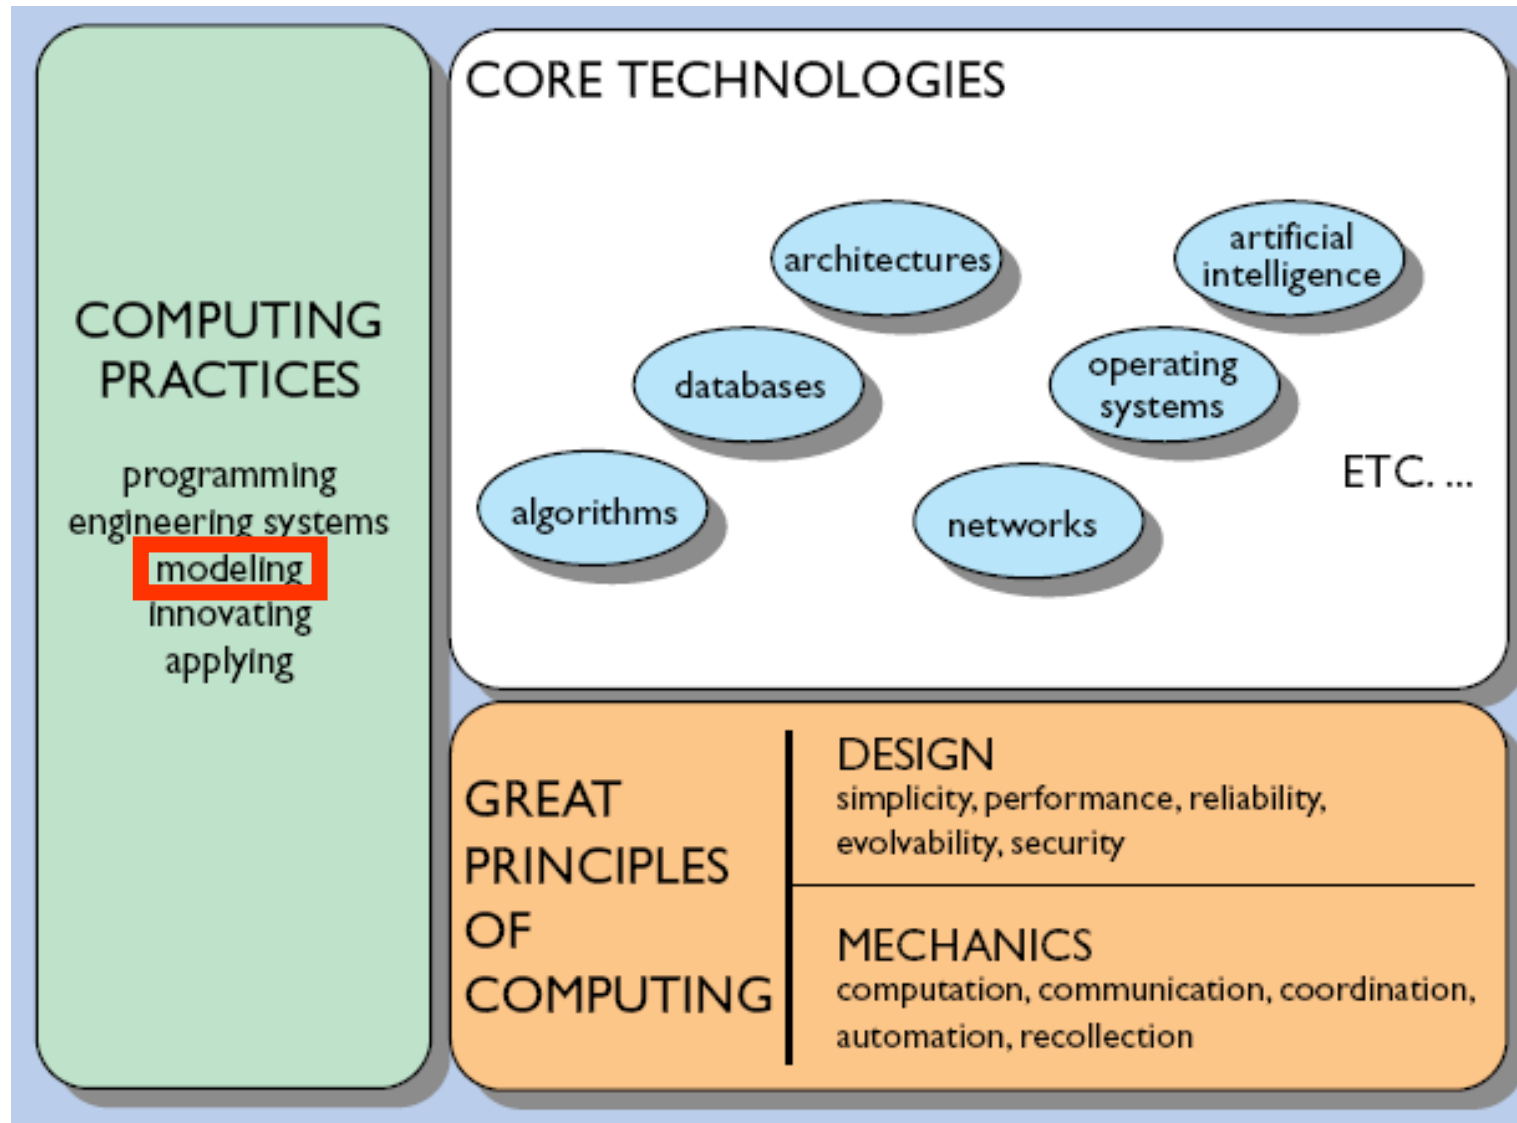 COMPUTING
PRACTICES
programming
engineering systems
modeling
innovating
applying
CORE TECHNOLOGIES
architectures
artificial
intelligence
databases
operating
systems
algorithms
networks
ETC. ...
GREAT
PRINCIPLES
OF
COMPUTING
DESIGN
simplicity, performance, reliability,
evolvability, security
MECHANICS
computation, communication, coordination,
automation, recollection